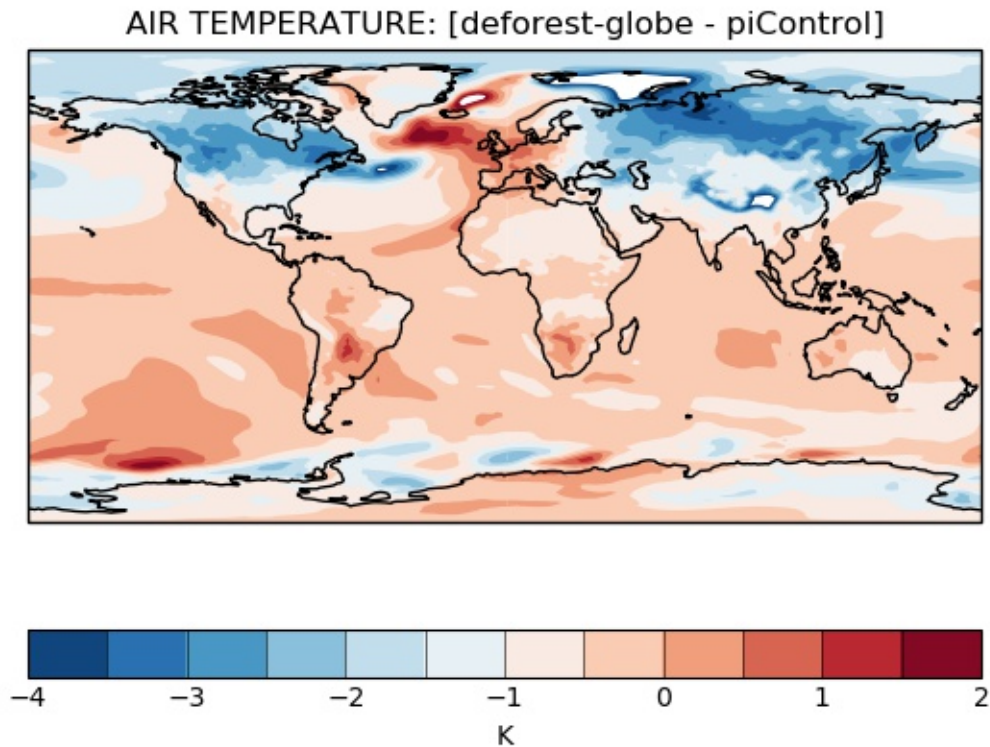 AIR TEMPERATURE: [deforest-globe - piControl]
−4 −3 −2 −1 0 1 2
K